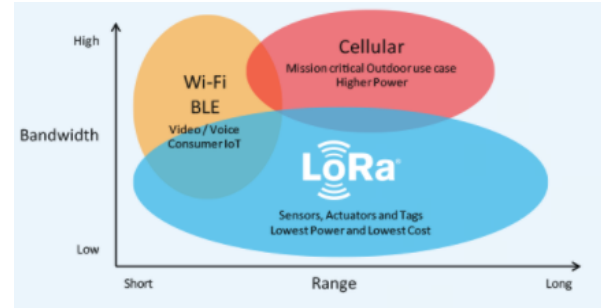 High
Cellular
Mission critical Outdoor use case
Higher Power
Wi-Fi
BLE
Video / Voice
Consumer IoT
Bandwidth
LoRa®
Sensors, Actuators and Tags
Lowest Power and Lowest Cost
Low
Short
Range
Long